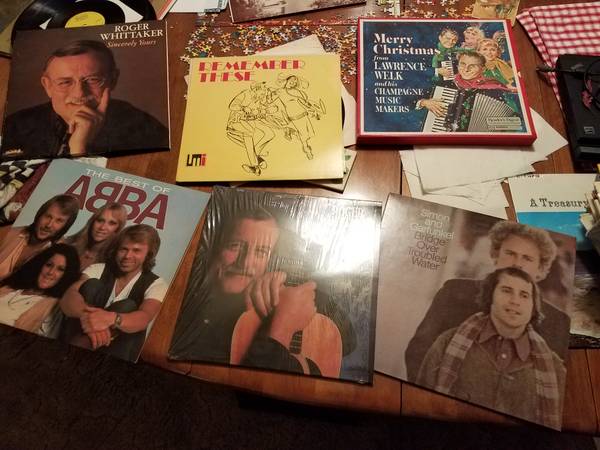 ROGER
WHITTAKER
Sincerely Yours
REMEMBER
THESE
umi
Merry
Christmas
from
LAWRENCE
WELK
and his
CHAMPAGNE
MUSIC
MAKERS
THE BEST OF
ABBA
Simon
and
Garfunkel
Bridge
Over
Troubled
Water
A Treasury